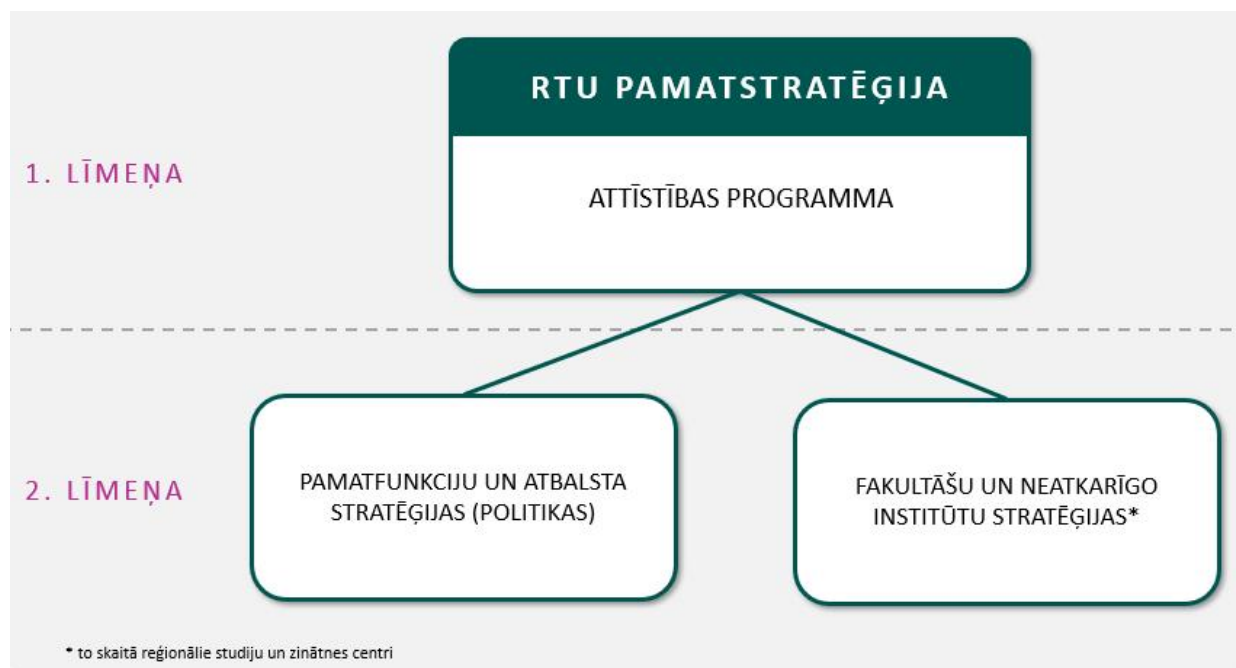 RTU PAMATSTRATĒĢIJA
1. LĪMEŅA
ATTĪSTĪBAS PROGRAMMA
2. LĪMEŅA
PAMATFUNKCIJU UN ATBALSTA
STRATĒĢIJAS (POLITIKAS)
FAKULTĀŠU UN NEATKARĪGO
INSTITŪTU STRATĒĢIJAS*
* to skaitā reģionālie studiju un zinātnes centri